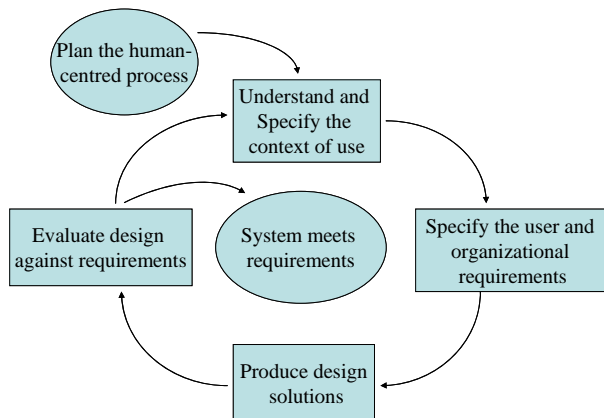 Plan the human-
centred process
Understand and
Specify the
context of use
Evaluate design
against requirements
System meets
requirements
Specify the user and
organizational
requirements
Produce design
solutions